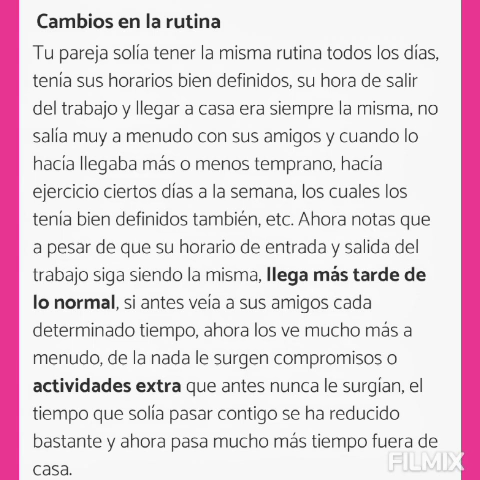 Cambios en la rutina
Tu pareja solía tener la misma rutina todos los días,
tenía sus horarios bien definidos, su hora de salir
del trabajo y llegar a casa era siempre la misma, no
salía muy a menudo con sus amigos y cuando lo
hacía llegaba más o menos temprano, hacía
ejercicio ciertos días a la semana, los cuales los
tenía bien definidos también, etc. Ahora notas que
a pesar de que su horario de entrada y salida del
trabajo siga siendo la misma, llega más tarde de
lo normal, si antes veía a sus amigos cada
determinado tiempo, ahora los ve mucho más a
menudo, de la nada le surgen compromisos o
actividades extra que antes nunca le surgían, el
tiempo que solía pasar contigo se ha reducido
bastante y ahora pasa mucho más tiempo fuera de
casa.
FILMIX